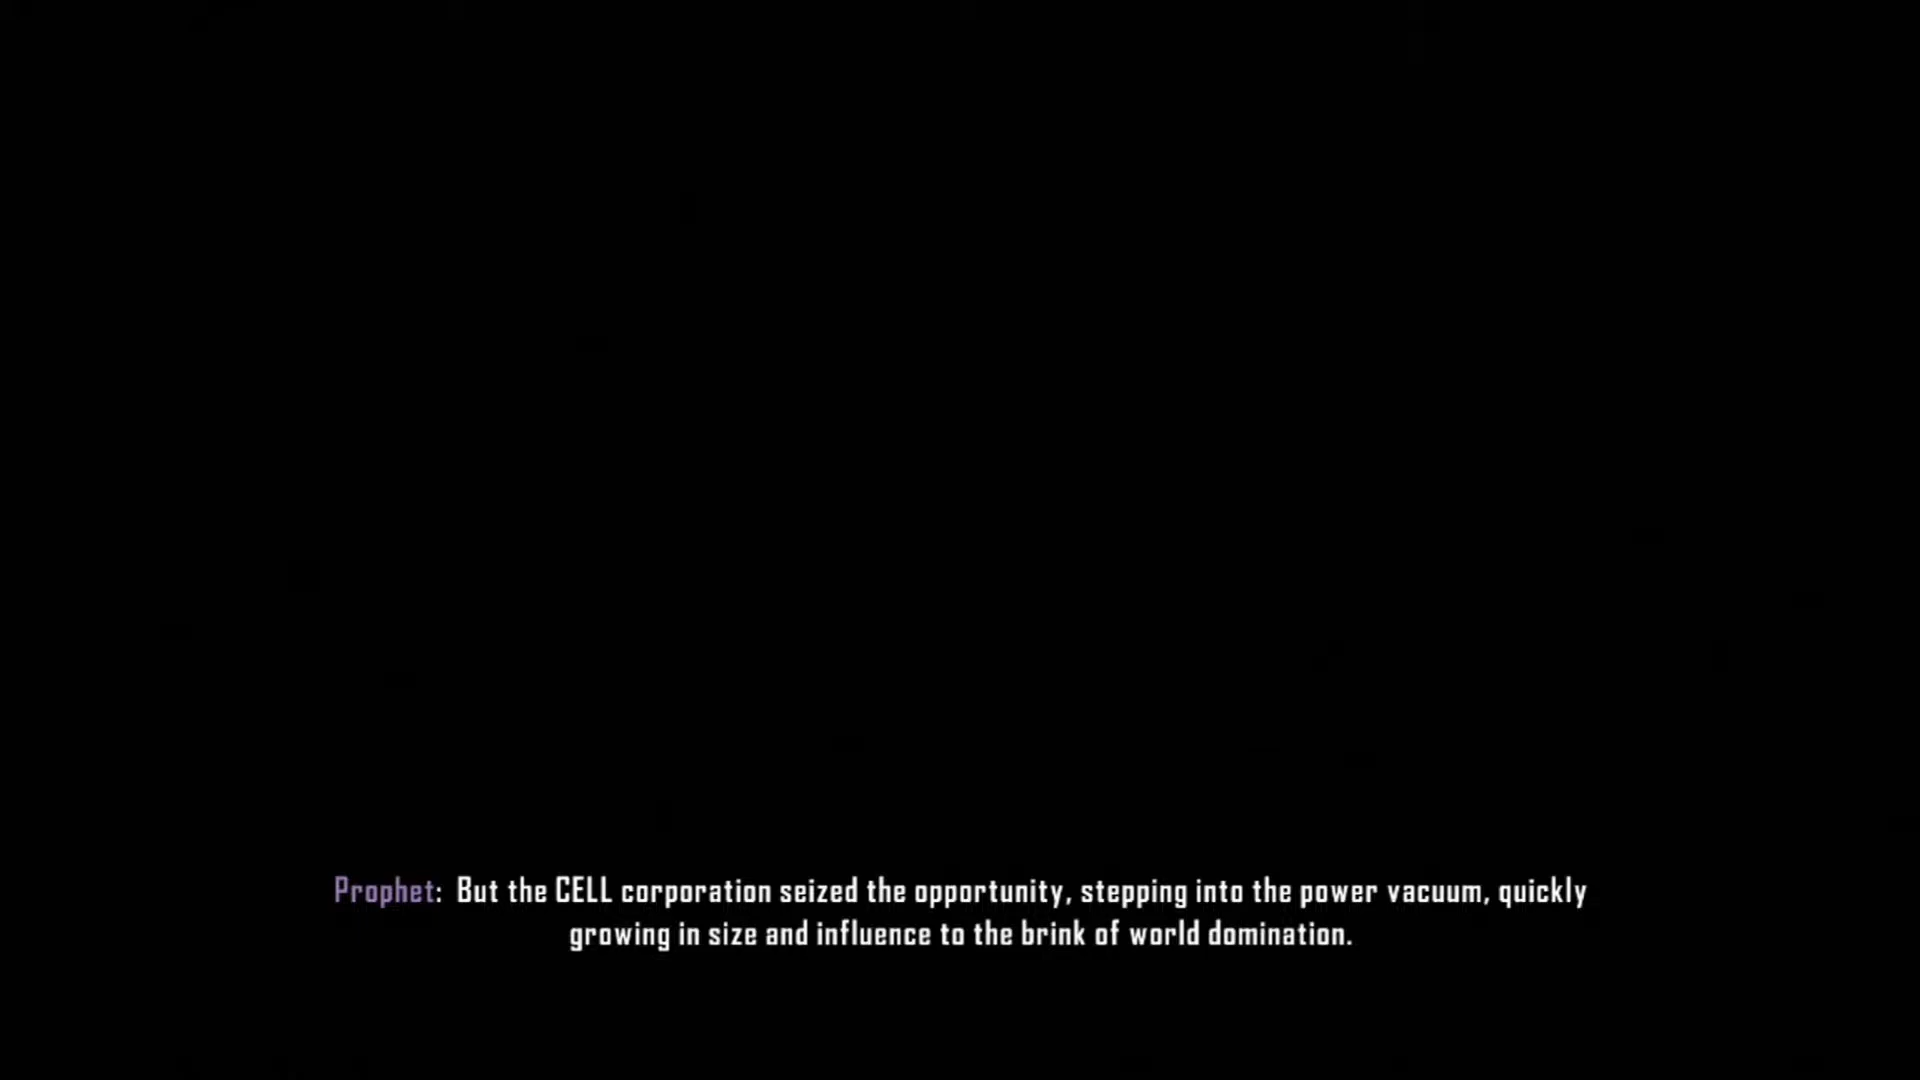 Prophet: But the CELL corporation seized the opportunity, stepping into the power vacuum, quickly
growing in size and influence to the brink of world domination.